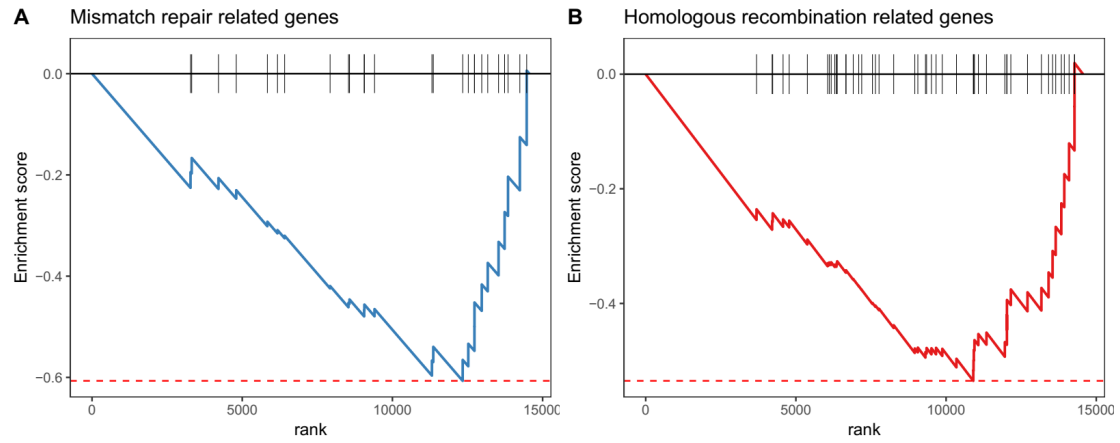 A Mismatch repair related genes
0.0
−0.2
−0.4
−0.6
Enrichment score
0 5000 10000 15000
rank
B Homologous recombination related genes
0.0
−0.2
−0.4
Enrichment score
0 5000 10000 15000
rank